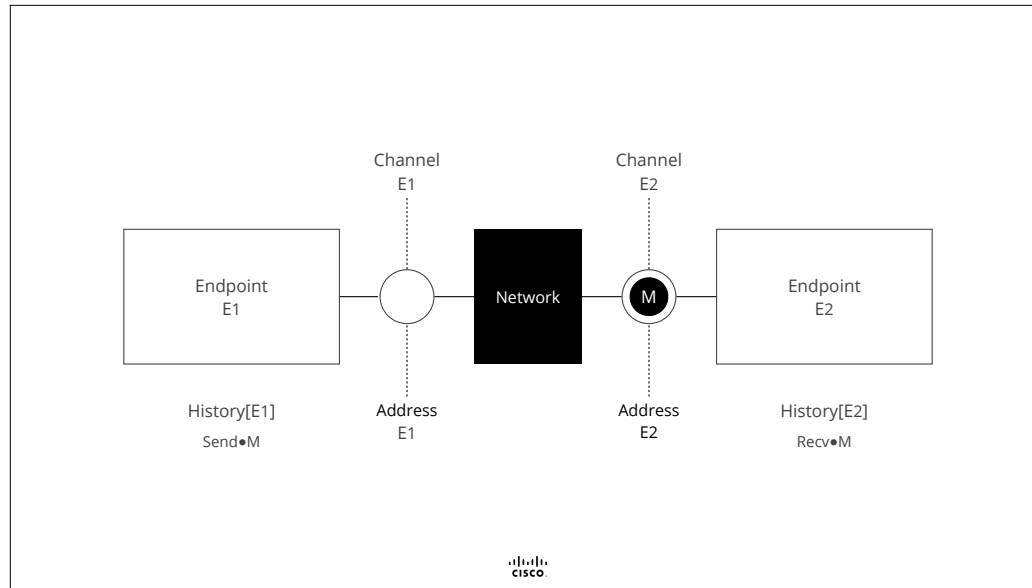 Channel
E1
Channel
E2
Endpoint
E1
Network
M
Endpoint
E2
History[E1]
Send●M
Address
E1
Address
E2
History[E2]
Recv●M
CISCO.